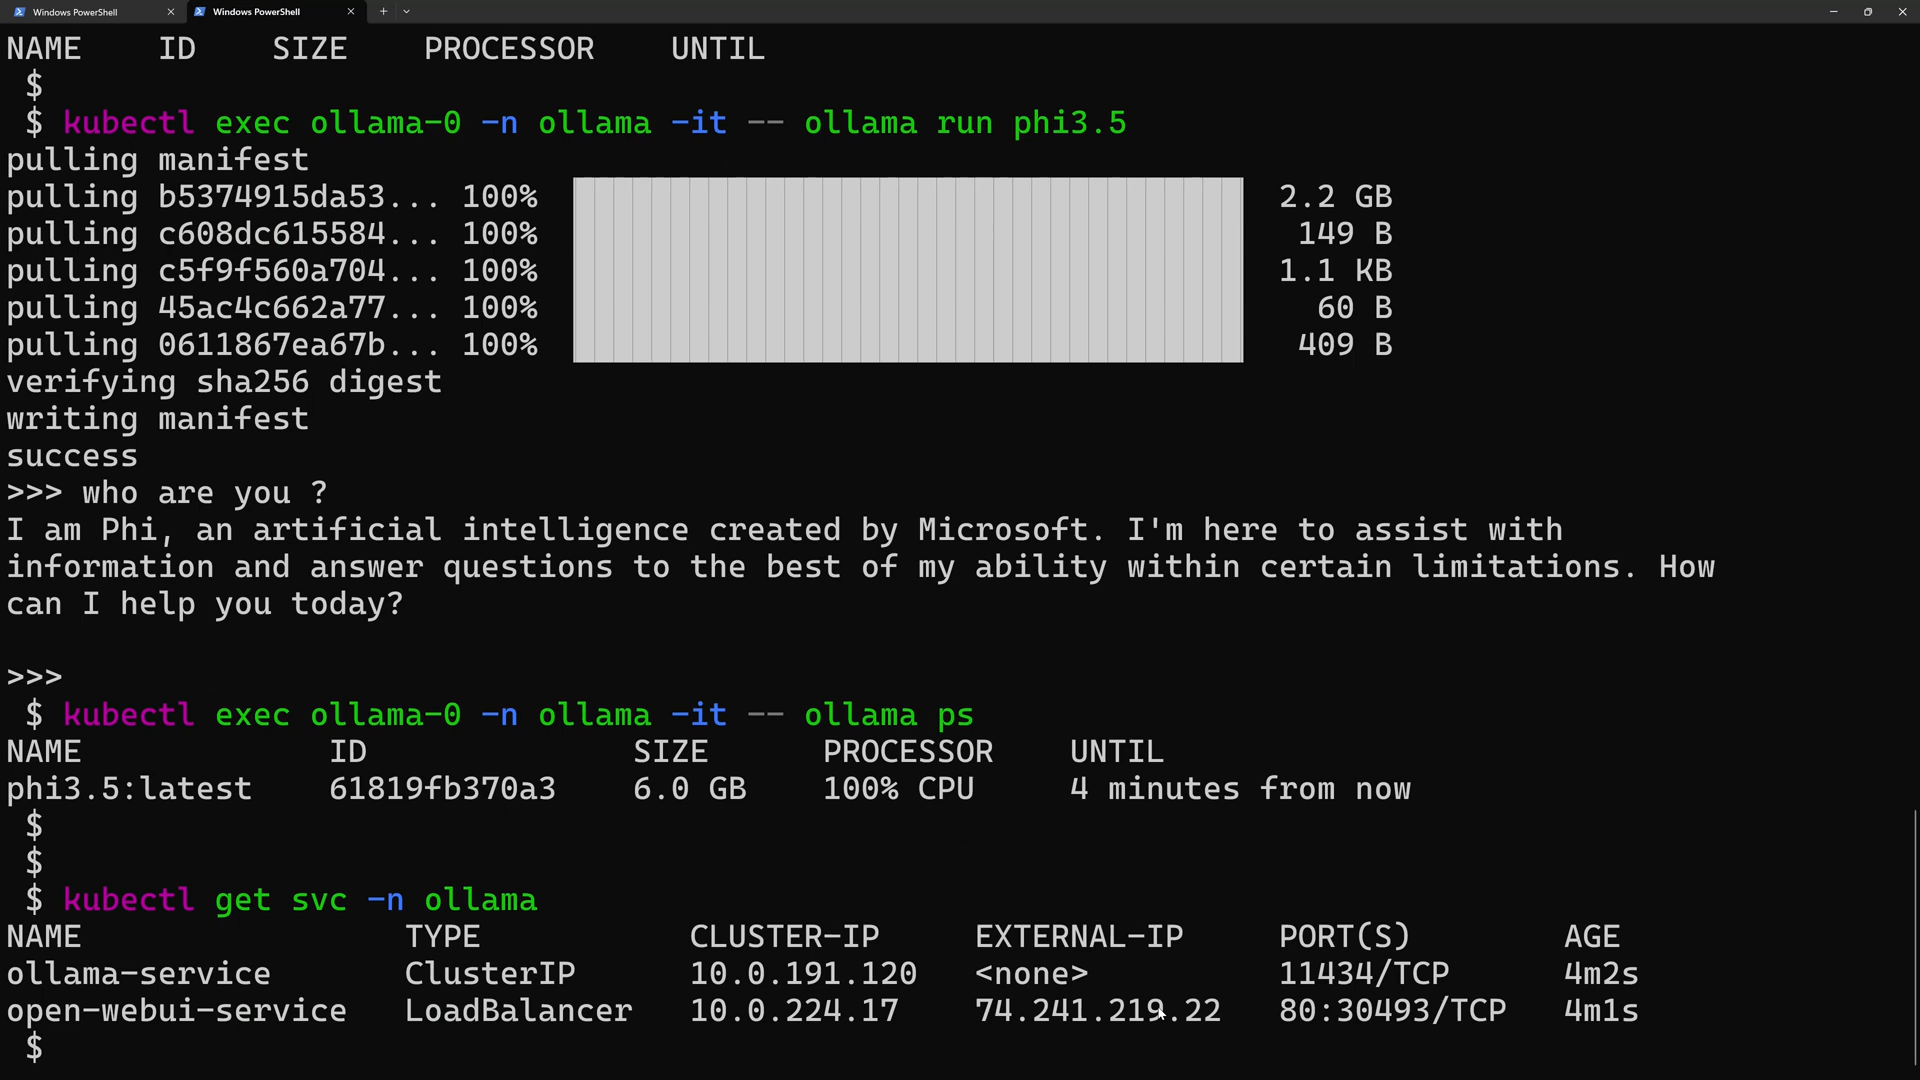 Windows PowerShell
Windows PowerShell
NAME ID SIZE PROCESSOR UNTIL
$
$ kubectl exec ollama-0 -n ollama -it -- ollama run phi3.5
pulling manifest
pulling b5374915da53... 100% 2.2 GB
pulling c608dc615584... 100% 149 B
pulling c5f9f560a704... 100% 1.1 KB
pulling 45ac4c662a77... 100% 60 B
pulling 0611867ea67b... 100% 409 B
verifying sha256 digest
writing manifest
success
>>> who are you ?
I am Phi, an artificial intelligence created by Microsoft. I'm here to assist with
information and answer questions to the best of my ability within certain limitations. How
can I help you today?
>>>
$ kubectl exec ollama-0 -n ollama -it -- ollama ps
NAME ID SIZE PROCESSOR UNTIL
phi3.5:latest 61819fb370a3 6.0 GB 100% CPU 4 minutes from now
$
$
$ kubectl get svc -n ollama
NAME TYPE CLUSTER-IP EXTERNAL-IP PORT(S) AGE
ollama-service ClusterIP 10.0.191.120 <none> 11434/TCP 4m2s
open-webui-service LoadBalancer 10.0.224.17 74.241.219.22 80:30493/TCP 4m1s
$